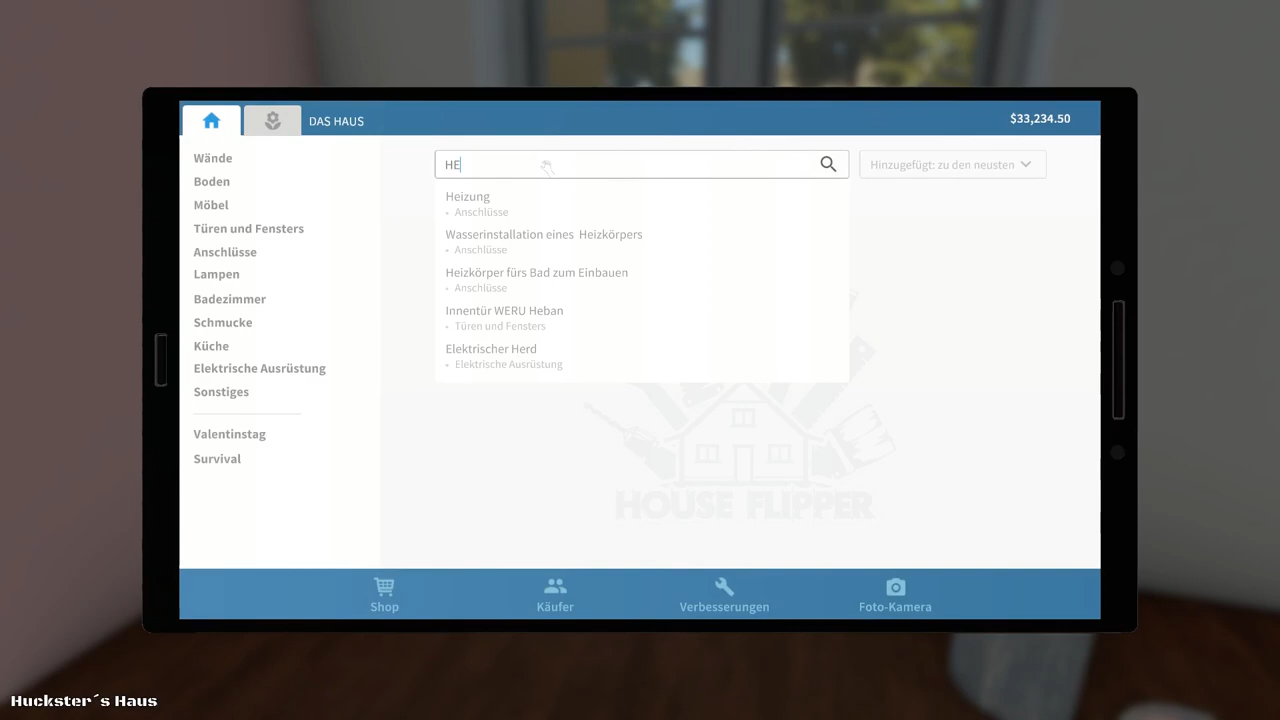 DAS HAUS
$33,234.50
Wände
Boden
Möbel
Türen und Fensters
Anschlüsse
Lampen
Badezimmer
Schmucke
Küche
Elektrische Ausrüstung
Sonstiges
Valentinstag
Survival
HE
Hinzugefügt: zu den neusten
Heizung
• Anschlüsse
Wasserinstallation eines Heizkörpers
• Anschlüsse
Heizkörper fürs Bad zum Einbauen
• Anschlüsse
Innentür WERU Heban
• Türen und Fensters
Elektrischer Herd
• Elektrische Ausrüstung
HOUSE FLIPPER
Shop
Käufer
Verbesserungen
Foto-Kamera
Huckster´s Haus